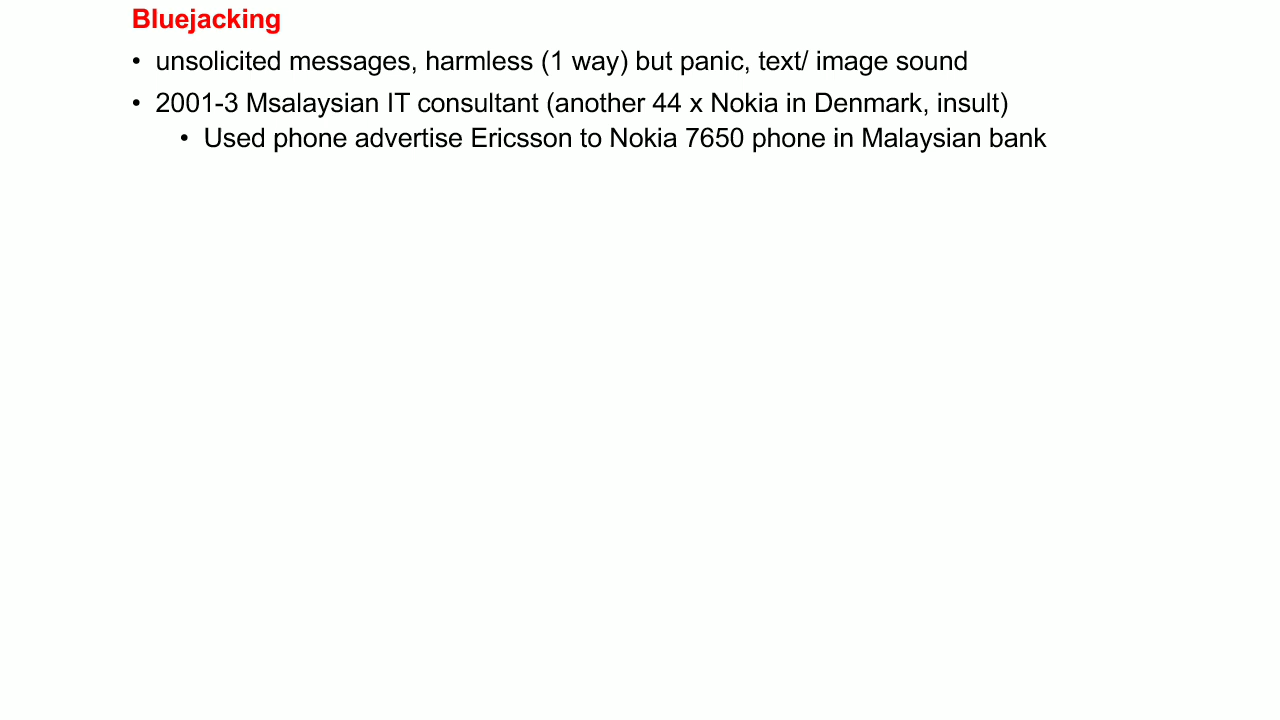 Bluejacking
• unsolicited messages, harmless (1 way) but panic, text/ image sound
• 2001-3 Msalaysian IT consultant (another 44 x Nokia in Denmark, insult)
• Used phone advertise Ericsson to Nokia 7650 phone in Malaysian bank